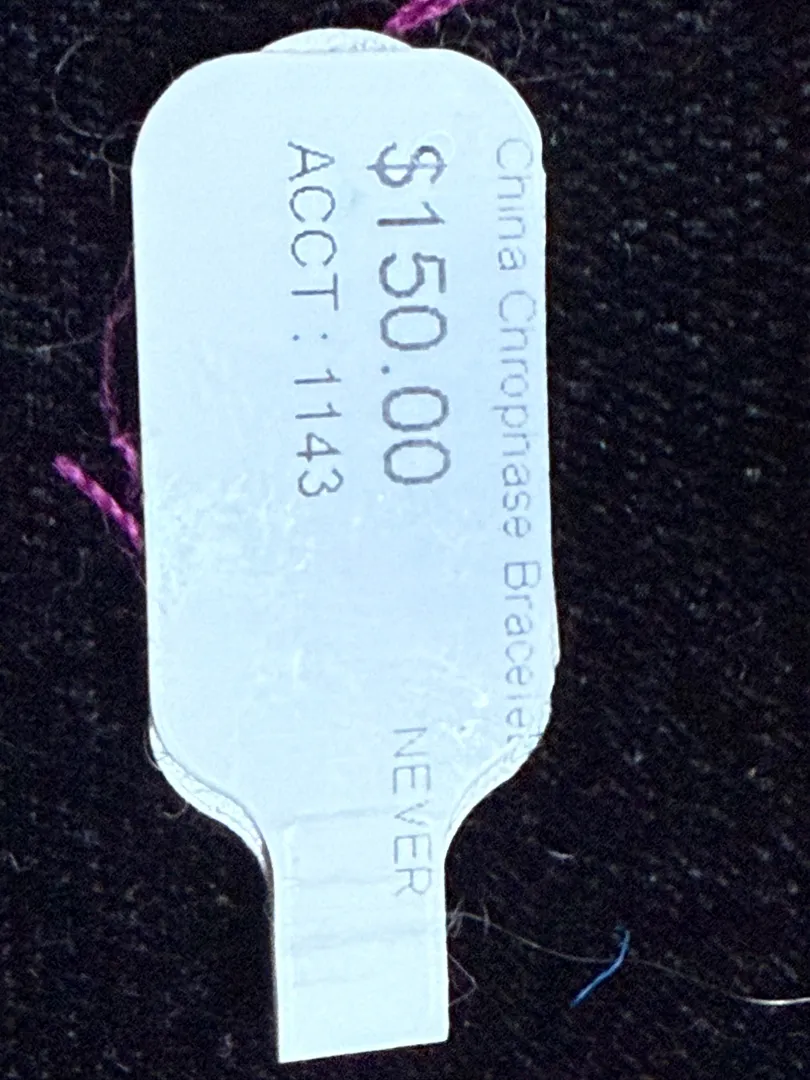 China Chrophase Bracelet
$150.00
NEVER
ACCT:1143